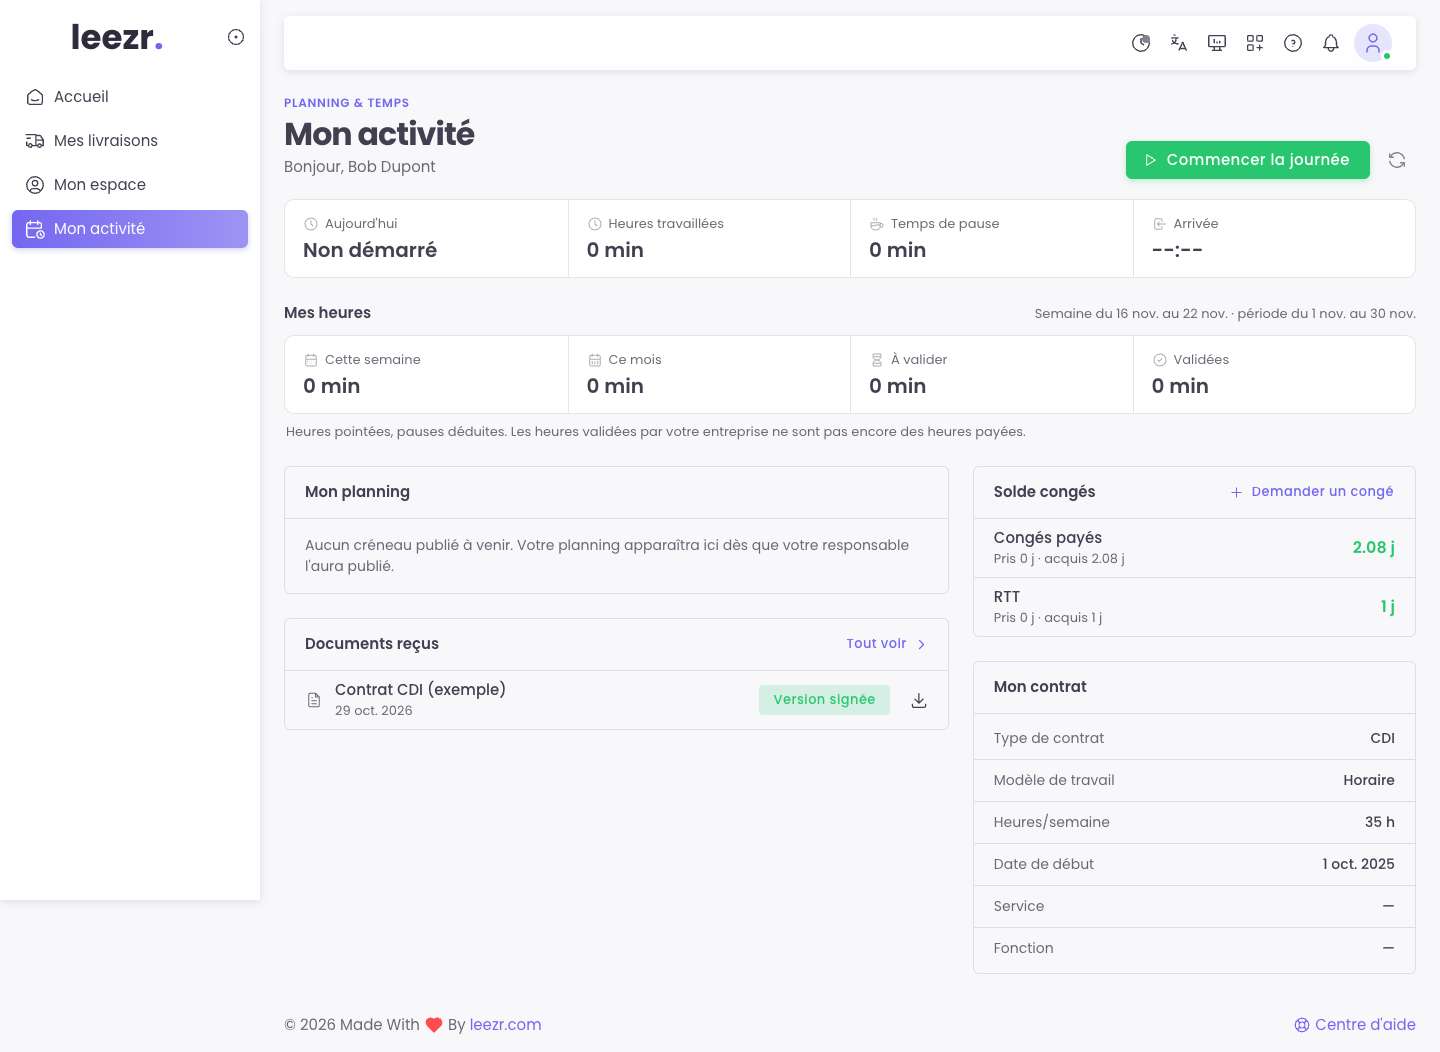 leezr.
Accueil
Mes livraisons
Mon espace
Mon activité
PLANNING & TEMPS
Mon activité
Bonjour, Bob Dupont
Commencer la journée
Aujourd'hui
Non démarré
Heures travaillées
0 min
Temps de pause
0 min
Arrivée
--:--
Mes heures
Semaine du 16 nov. au 22 nov. · période du 1 nov. au 30 nov.
Cette semaine
0 min
Ce mois
0 min
À valider
0 min
Validées
0 min
Heures pointées, pauses déduites. Les heures validées par votre entreprise ne sont pas encore des heures payées.
Mon planning
Aucun créneau publié à venir. Votre planning apparaîtra ici dès que votre responsable
l'aura publié.
Documents reçus
Tout voir
Contrat CDI (exemple)
29 oct. 2026
Version signée
Solde congés
Demander un congé
Congés payés
Pris 0 j · acquis 2.08 j
2.08 j
RTT
Pris 0 j · acquis 1 j
1 j
Mon contrat
Type de contrat
CDI
Modèle de travail
Horaire
Heures/semaine
35 h
Date de début
1 oct. 2025
Service
—
Fonction
—
© 2026 Made With ❤ By leezr.com
Centre d'aide